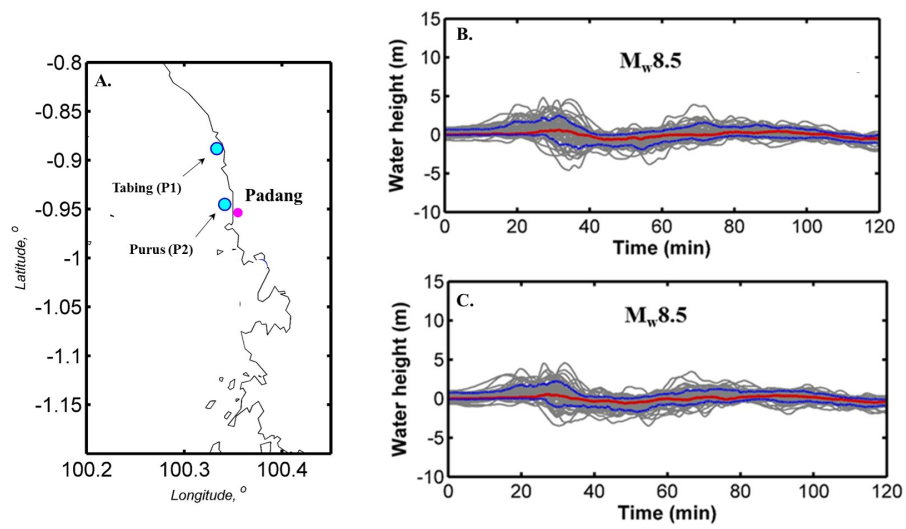 A.
-0.8
-0.85
-0.9
-0.95
-1
-1.05
-1.1
-1.15
100.2 100.3 100.4
Latitude, °
Longitude, °
Tabing (P1)
Padang
Purus (P2)
B.
Mw8.5
Water height (m)
15
10
5
0
-5
-10
0 20 40 60 80 100 120
Time (min)
C.
Mw8.5
Water height (m)
15
10
5
0
-5
-10
0 20 40 60 80 100 120
Time (min)